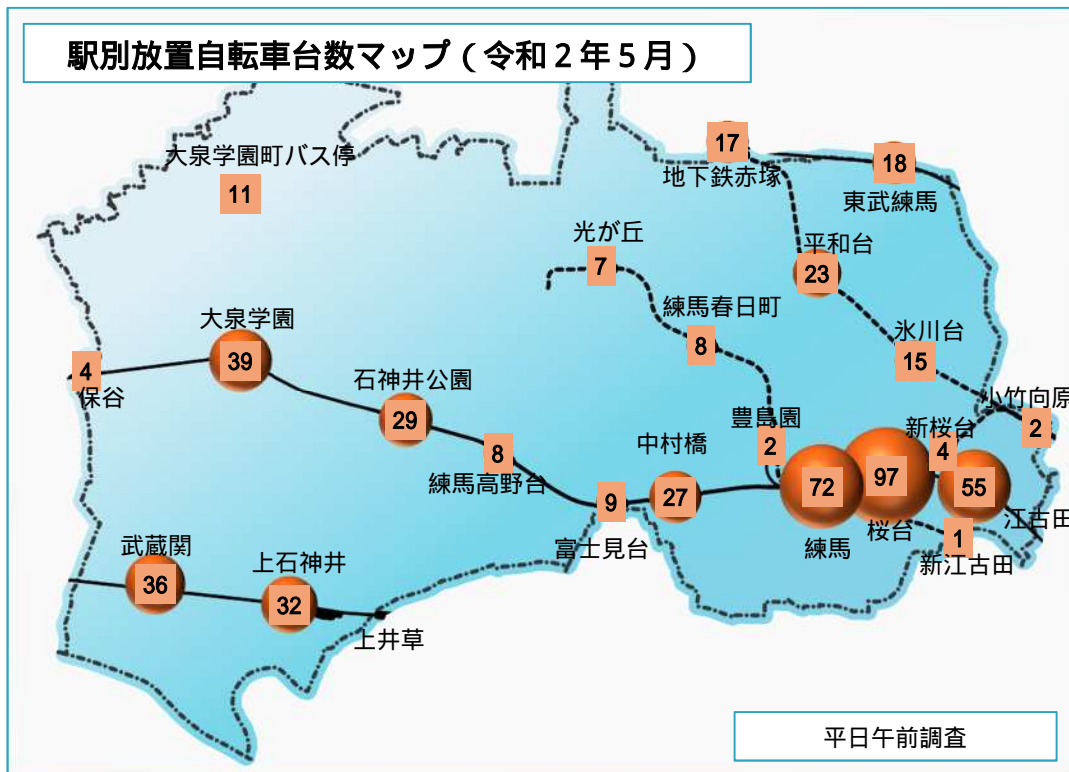 駅別放置自転車台数マップ(令和2年5月)
大泉学園町バス停
11
17
地下鉄赤塚
18
東武練馬
光が丘
7
平和台
23
練馬春日町
8
氷川台
15
大泉学園
39
4
保谷
石神井公園
29
8
練馬高野台
9
富士見台
中村橋
27
豊島園
2
72
練馬
97
桜台
新桜台
4
小竹向原
2
55
江古田
1
新江古田
武蔵関
36
上石神井
32
上井草
平日午前調査